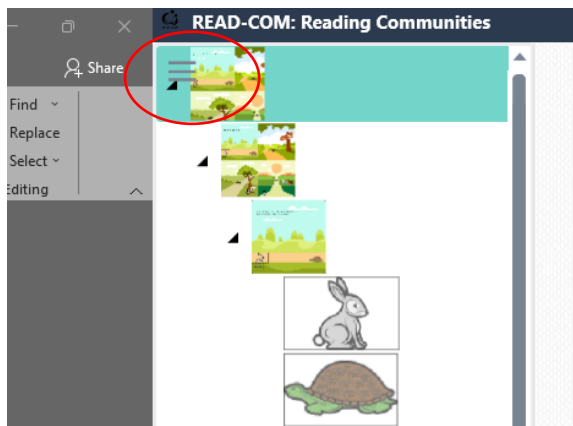 READ-COM: Reading Communities
Share
Find
Replace
Select
Editing